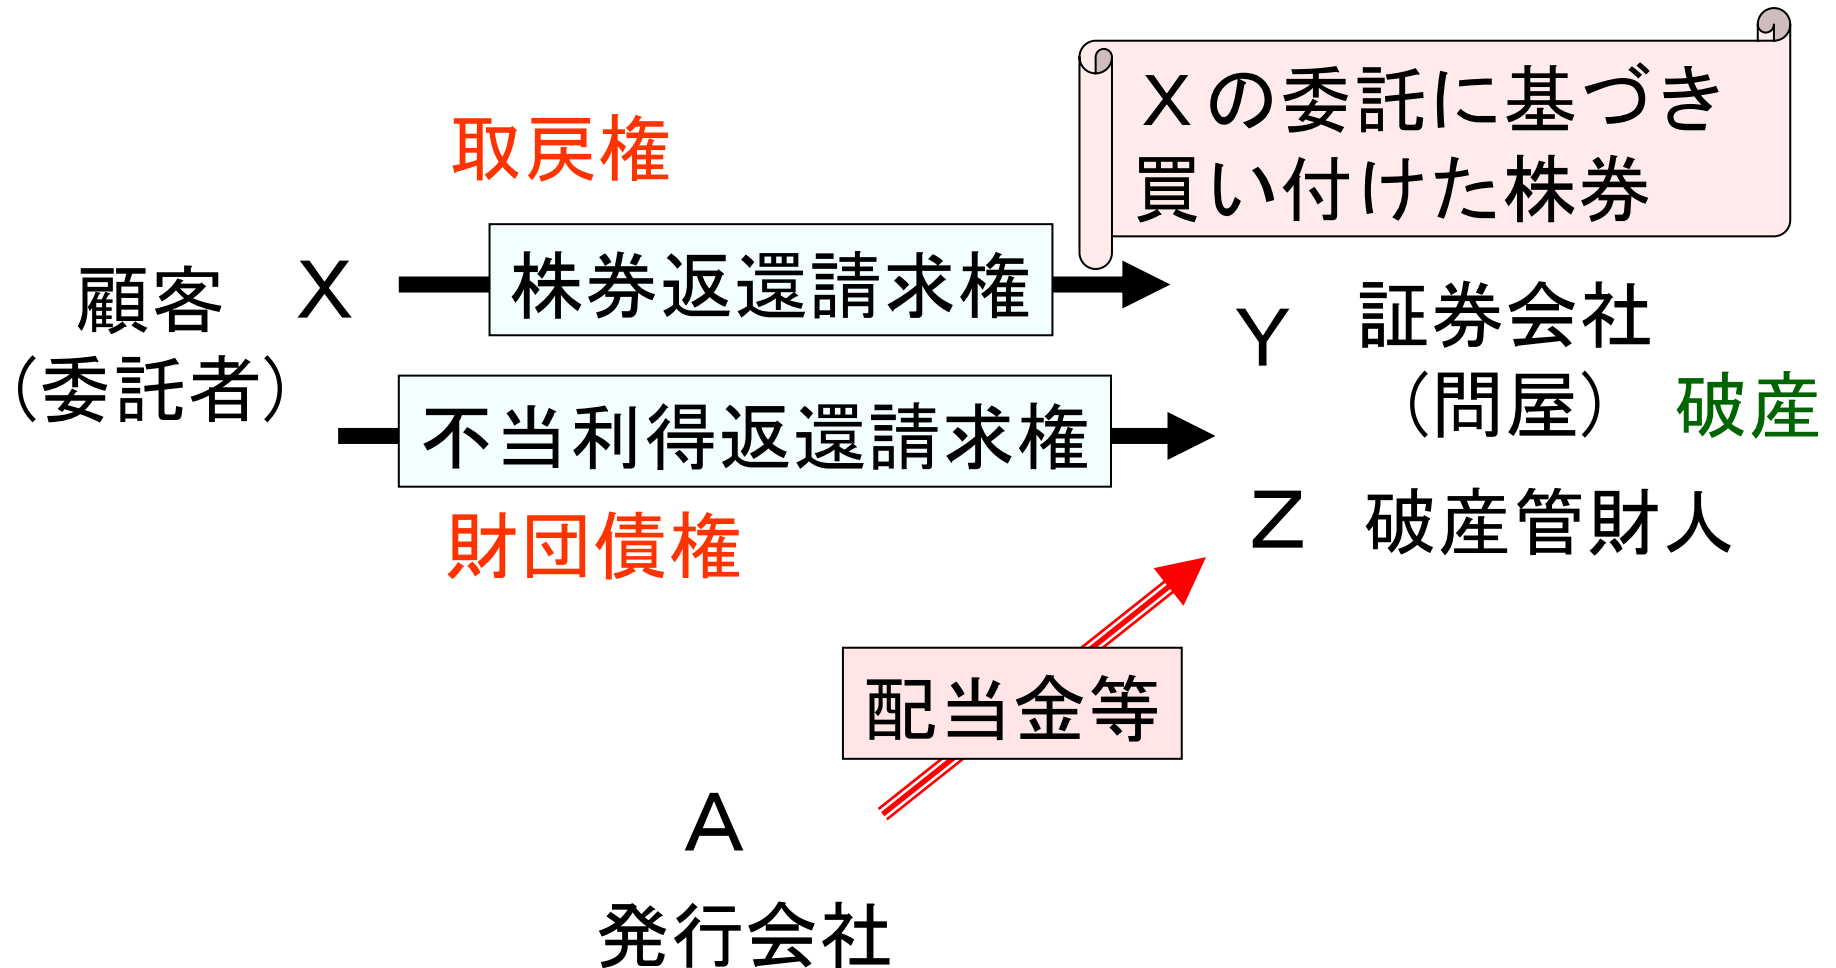 Xの委託に基づき
買い付けた株券
取戻権
顧客
（委託者）
X
株券返還請求権
Y
証券会社
（問屋）
破産
不当利得返還請求権
財団債権
Z
破産管財人
配当金等
A
発行会社